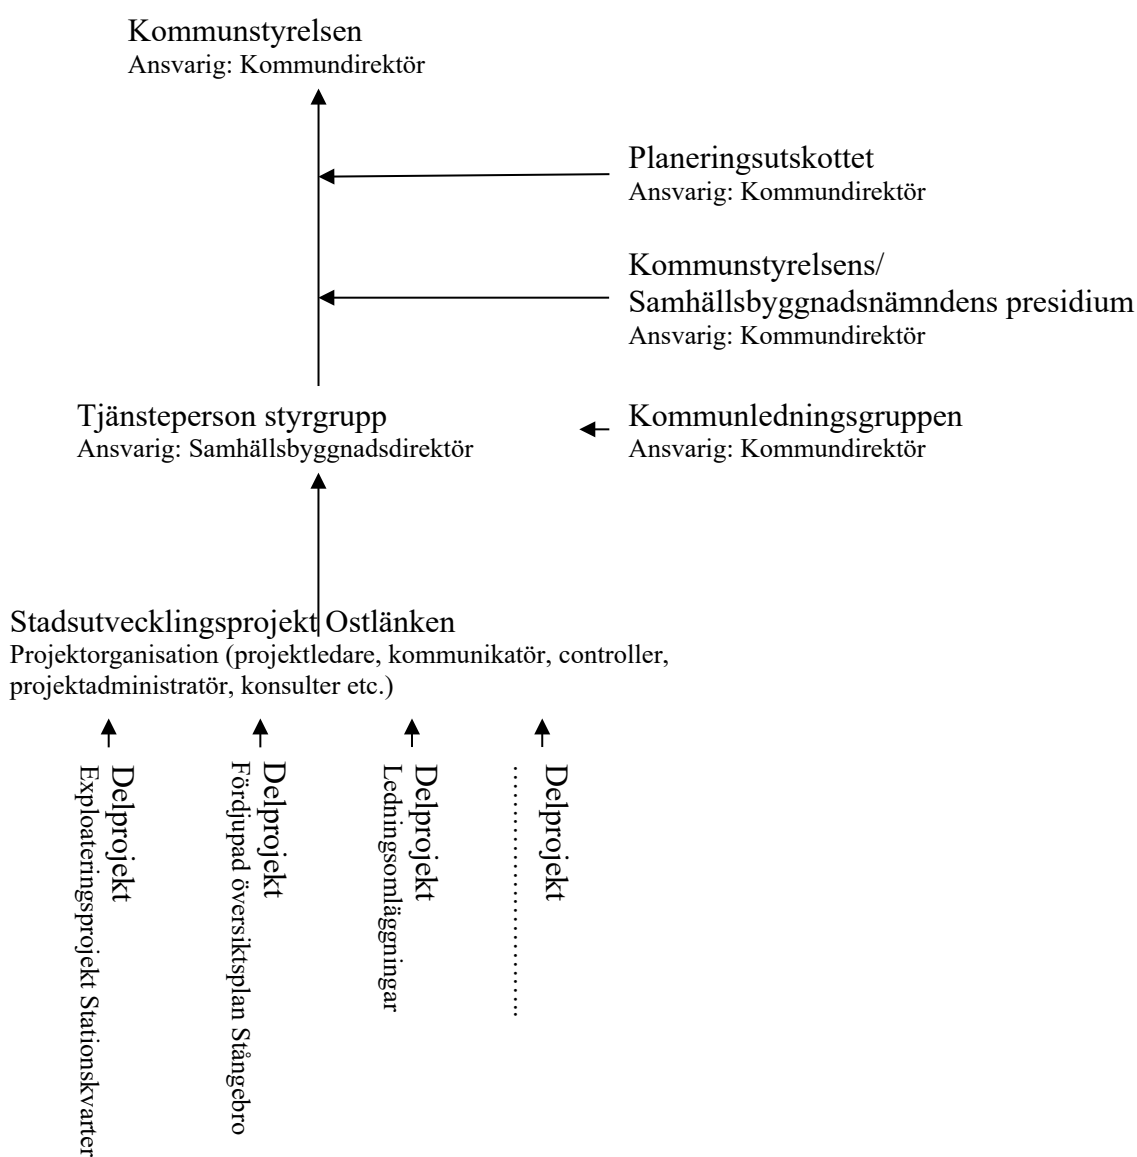 Kommunstyrelsen
Ansvarig: Kommundirektör
Planeringsutskottet
Ansvarig: Kommundirektör
Kommunstyrelsens/
Samhällsbyggnadsnämndens presidium
Ansvarig: Kommundirektör
Tjänsteperson styrgrupp
Ansvarig: Samhällsbyggnadsdirektör
Kommunledningsgruppen
Ansvarig: Kommundirektör
Stadsutvecklingsprojekt Ostlänken
Projektorganisation (projektledare, kommunikatör, controller,
projektadministratör, konsulter etc.)
Delprojekt
Exploateringsprojekt Stationskvarter
Delprojekt
Fördjupad översiktsplan Stångebro
Delprojekt
Ledningsomläggningar
Delprojekt
……………………………